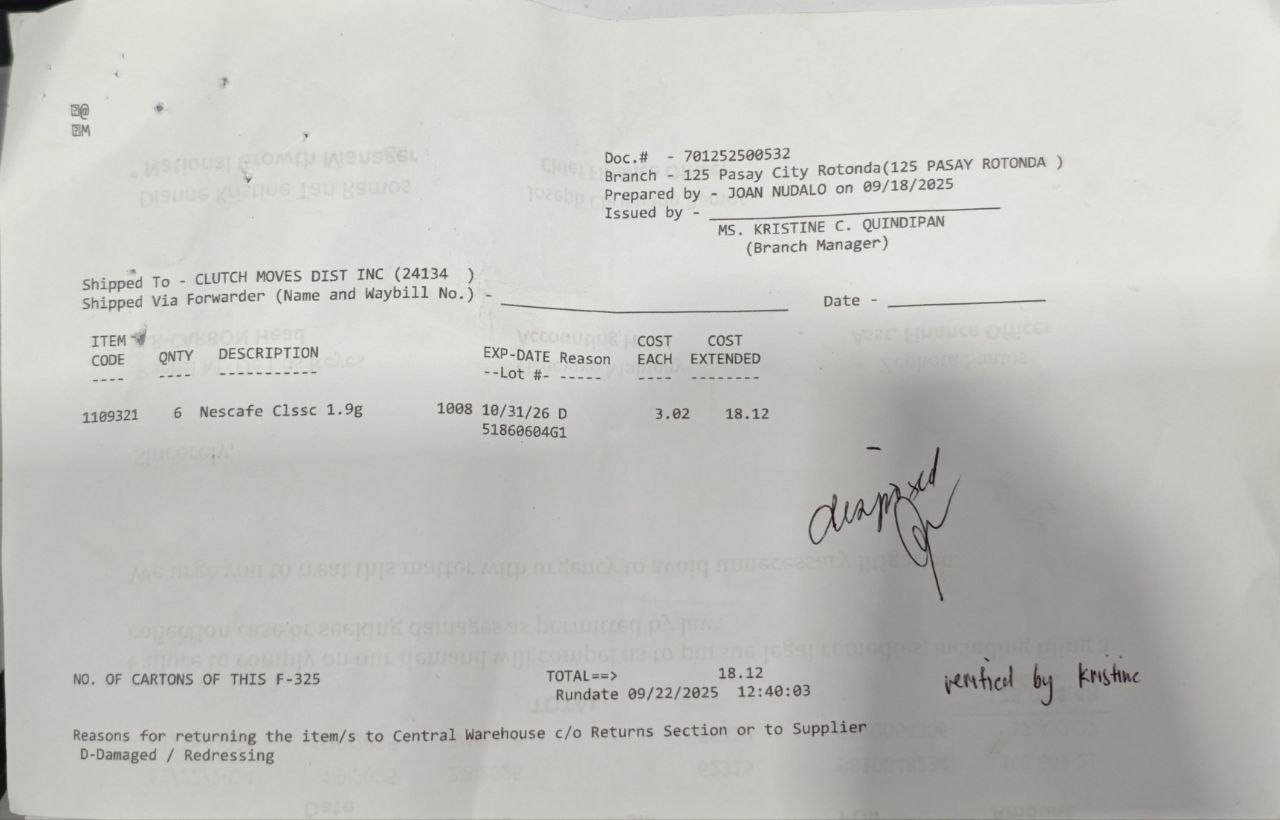 Doc.# - 701252500532
Branch - 125 Pasay City Rotonda(125 PASAY ROTONDA )
Prepared by - JOAN NUDALO on 09/18/2025
Issued by -
MS. KRISTINE C. QUINDIPAN
(Branch Manager)
Shipped To - CLUTCH MOVES DIST INC (24134 )
Shipped Via Forwarder (Name and Waybill No.) - Date -
ITEM COST COST
CODE QNTY DESCRIPTION EXP-DATE Reason EACH EXTENDED
---- ---- ------------ --Lot #- ----- ---- --------
1109321 6 Nescafe Clssc 1.9g 1008 10/31/26 D 3.02 18.12
51860604G1
disposed
NO. OF CARTONS OF THIS F-325 TOTAL==> 18.12
verified by kristine
Rundate 09/22/2025 12:40:03
Reasons for returning the item/s to Central Warehouse c/o Returns Section or to Supplier
D-Damaged / Redressing